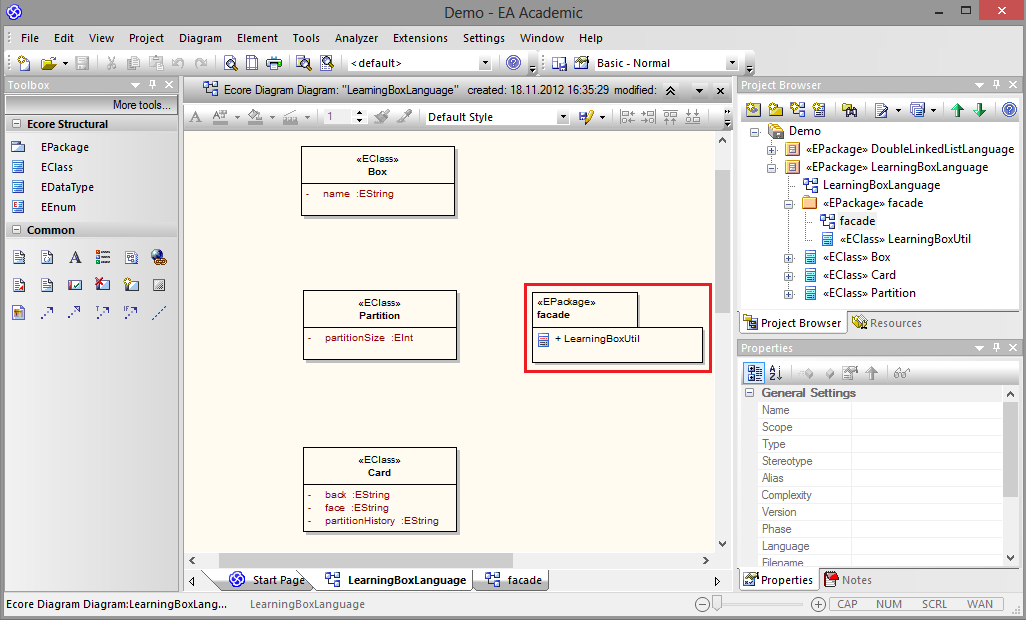 Demo - EA Academic
File Edit View Project Diagram Element Tools Analyzer Extensions Settings Window Help
<default>
Basic - Normal
Toolbox
More tools...
Ecore Structural
EPackage
EClass
EDataType
EEnum
Common
Ecore Diagram Diagram: "LearningBoxLanguage" created: 18.11.2012 16:35:29 modified:
1
Default Style
«EClass»
Box
- name :EString
«EClass»
Partition
- partitionSize :EInt
«EPackage»
facade
+ LearningBoxUtil
«EClass»
Card
- back :EString
- face :EString
- partitionHistory :EString
Start Page
LearningBoxLanguage
facade
Project Browser
Demo
«EPackage» DoubleLinkedListLanguage
«EPackage» LearningBoxLanguage
LearningBoxLanguage
«EPackage» facade
facade
«EClass» LearningBoxUtil
«EClass» Box
«EClass» Card
«EClass» Partition
Project Browser
Resources
Properties
General Settings
Name
Scope
Type
Stereotype
Alias
Complexity
Version
Phase
Language
Filename
Properties
Notes
Ecore Diagram Diagram:LearningBoxLang...
LearningBoxLanguage
CAP NUM SCRL WAN